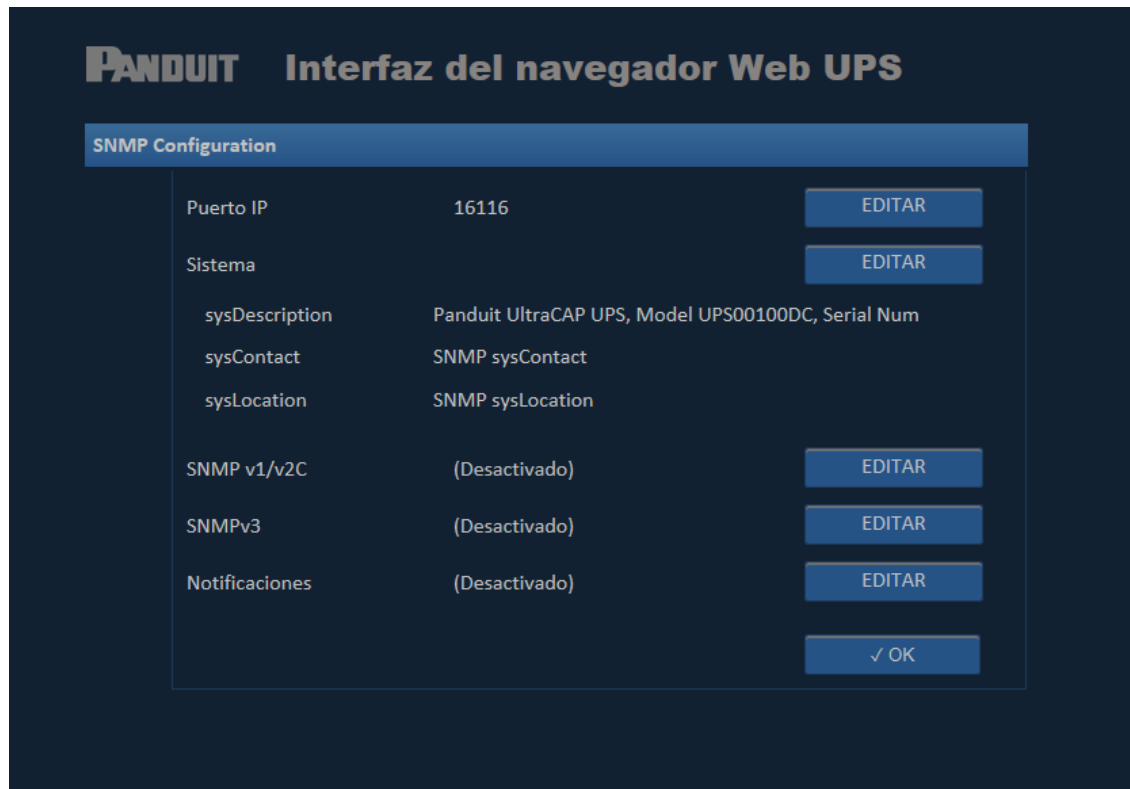 PANDUIT Interfaz del navegador Web UPS
SNMP Configuration
Puerto IP 16116 EDITAR
Sistema EDITAR
sysDescription Panduit UltraCAP UPS, Model UPS00100DC, Serial Num
sysContact SNMP sysContact
sysLocation SNMP sysLocation
SNMP v1/v2C (Desactivado) EDITAR
SNMPv3 (Desactivado) EDITAR
Notificaciones (Desactivado) EDITAR
✓ OK